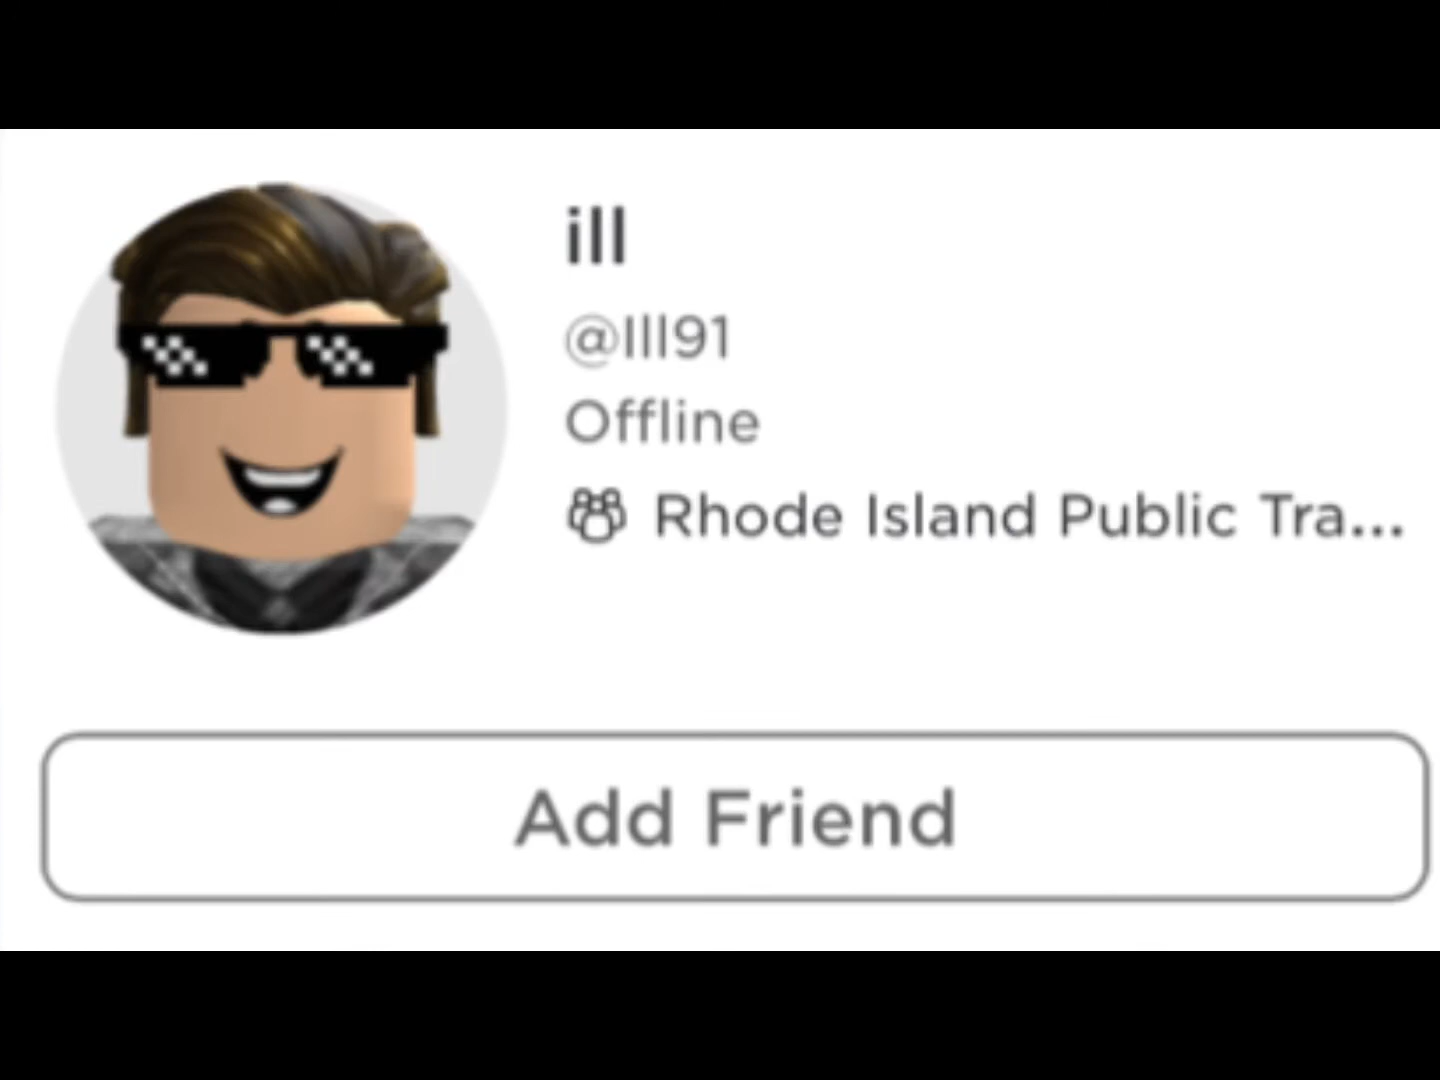 ill
@Ill91
Offline
Rhode Island Public Tra...
Add Friend